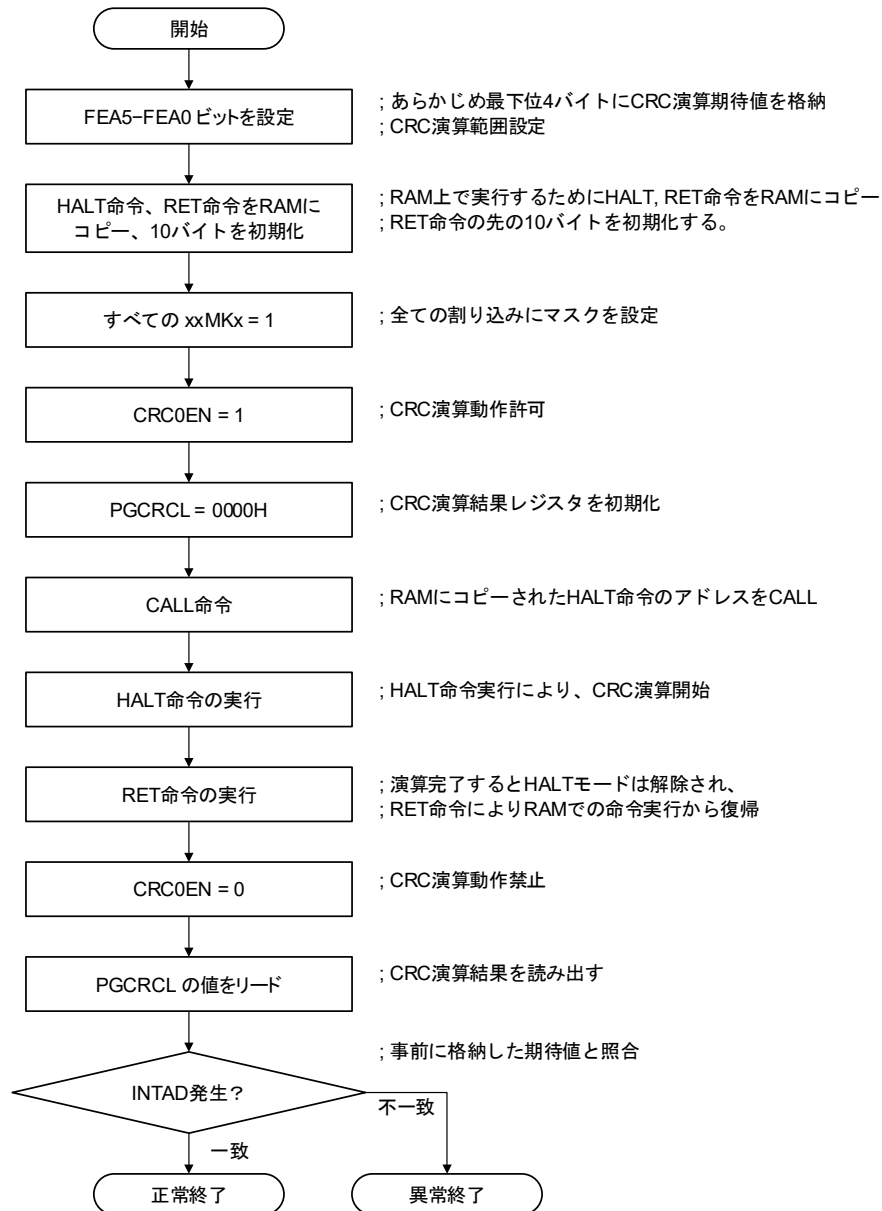 開始
FEA5−FEA0 ビットを設定
; あらかじめ最下位4バイトにCRC演算期待値を格納
; CRC演算範囲設定
HALT命令、RET命令をRAMに
コピー、10バイトを初期化
; RAM上で実行するためにHALT, RET命令をRAMにコピー
; RET命令の先の10バイトを初期化する。
すべての xxMKx = 1
; 全ての割り込みにマスクを設定
CRC0EN = 1
; CRC演算動作許可
PGCRCL = 0000H
; CRC演算結果レジスタを初期化
CALL命令
; RAMにコピーされたHALT命令のアドレスをCALL
HALT命令の実行
; HALT命令実行により、CRC演算開始
RET命令の実行
; 演算完了するとHALTモードは解除され、
; RET命令によりRAMでの命令実行から復帰
CRC0EN = 0
; CRC演算動作禁止
PGCRCL の値をリード
; CRC演算結果を読み出す
; 事前に格納した期待値と照合
INTAD発生？
不一致
一致
正常終了
異常終了